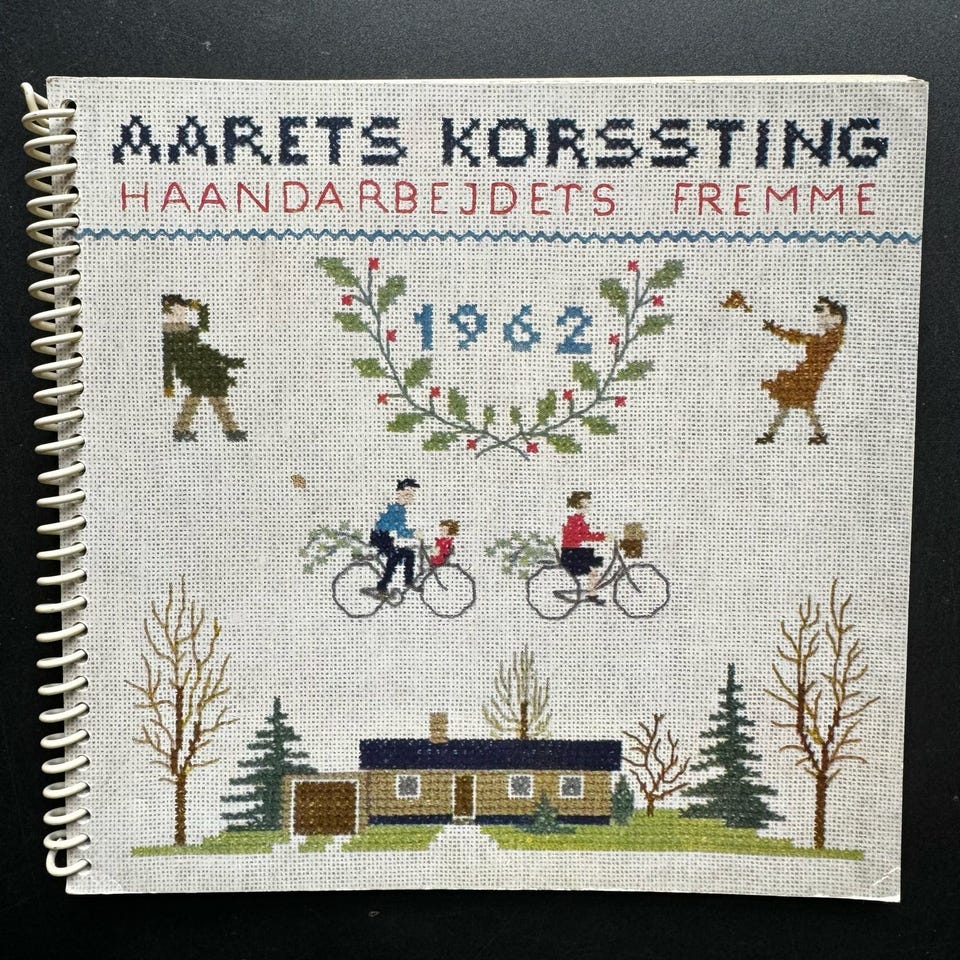 AARETS KORSSTING
HAANDARBEJDETS FREMME
1962